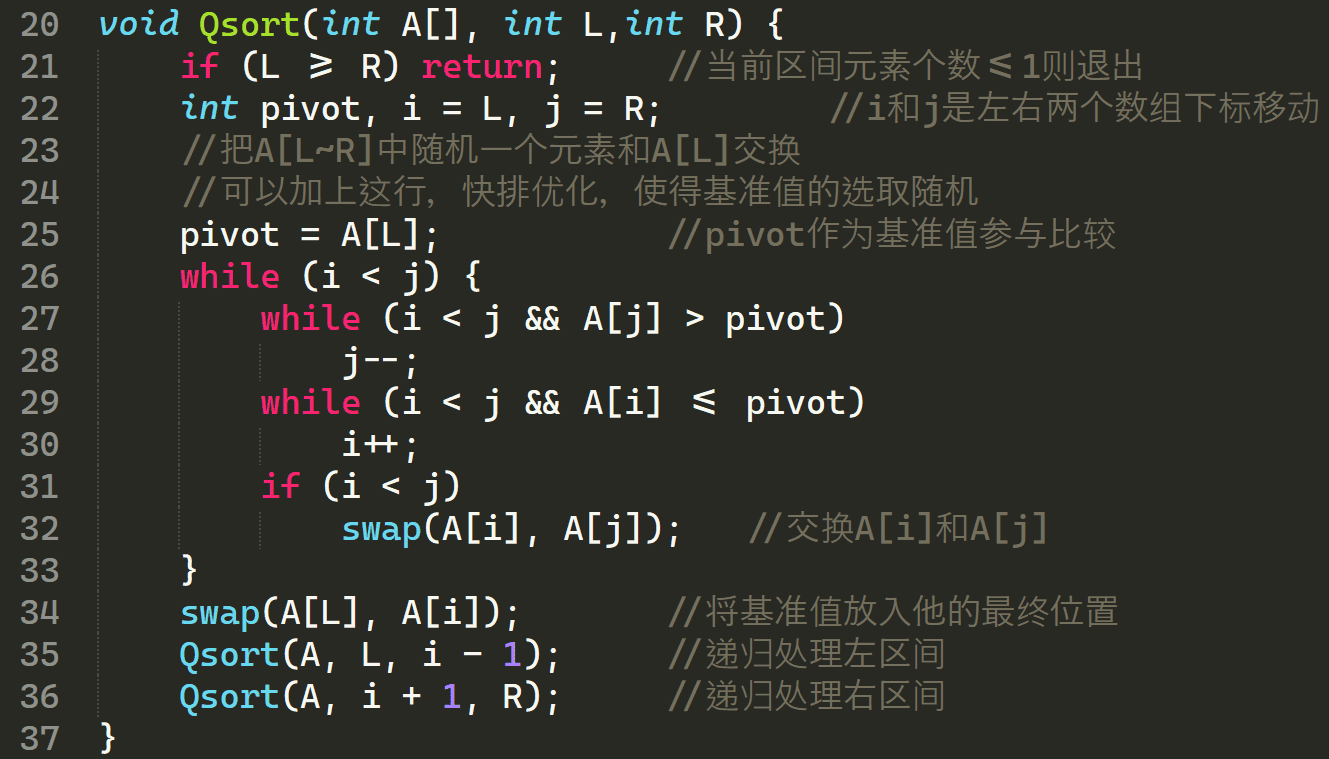 20 void Qsort(int A[], int L,int R) {
21 if (L ≥ R) return; //当前区间元素个数≤1则退出
22 int pivot, i = L, j = R; //i和j是左右两个数组下标移动
23 //把A[L~R]中随机一个元素和A[L]交换
24 //可以加上这行，快排优化，使得基准值的选取随机
25 pivot = A[L]; //pivot作为基准值参与比较
26 while (i < j) {
27 while (i < j && A[j] > pivot)
28 j--;
29 while (i < j && A[i] ≤ pivot)
30 i++;
31 if (i < j)
32 swap(A[i], A[j]); //交换A[i]和A[j]
33 }
34 swap(A[L], A[i]); //将基准值放入他的最终位置
35 Qsort(A, L, i - 1); //递归处理左区间
36 Qsort(A, i + 1, R); //递归处理右区间
37 }